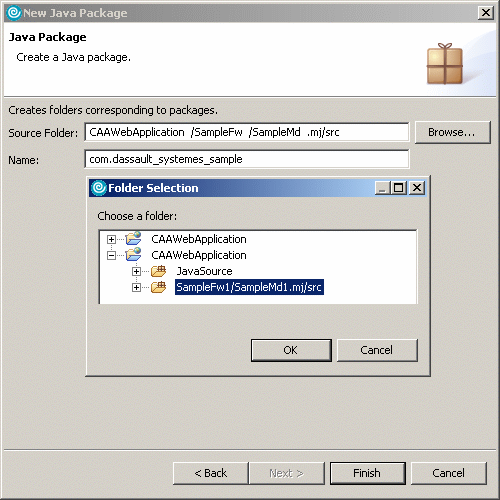 New Java Package
Java Package
Create a Java package.
Creates folders corresponding to packages.
Source Folder: CAAWebApplication /SampleFw /SampleMd .mj/src Browse...
Name: com.dassault_systemes_sample
Folder Selection
Choose a folder:
CAAWebApplication
CAAWebApplication
JavaSource
SampleFw1/SampleMd1.mj/src
OK Cancel
< Back Next > Finish Cancel